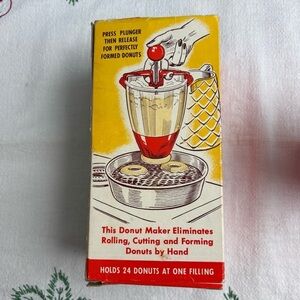 PRESS PLUNGER
THEN RELEASE
FOR PERFECTLY
FORMED DONUTS
This Donut Maker Eliminates
Rolling, Cutting and Forming
Donuts by Hand
HOLDS 24 DONUTS AT ONE FILLING